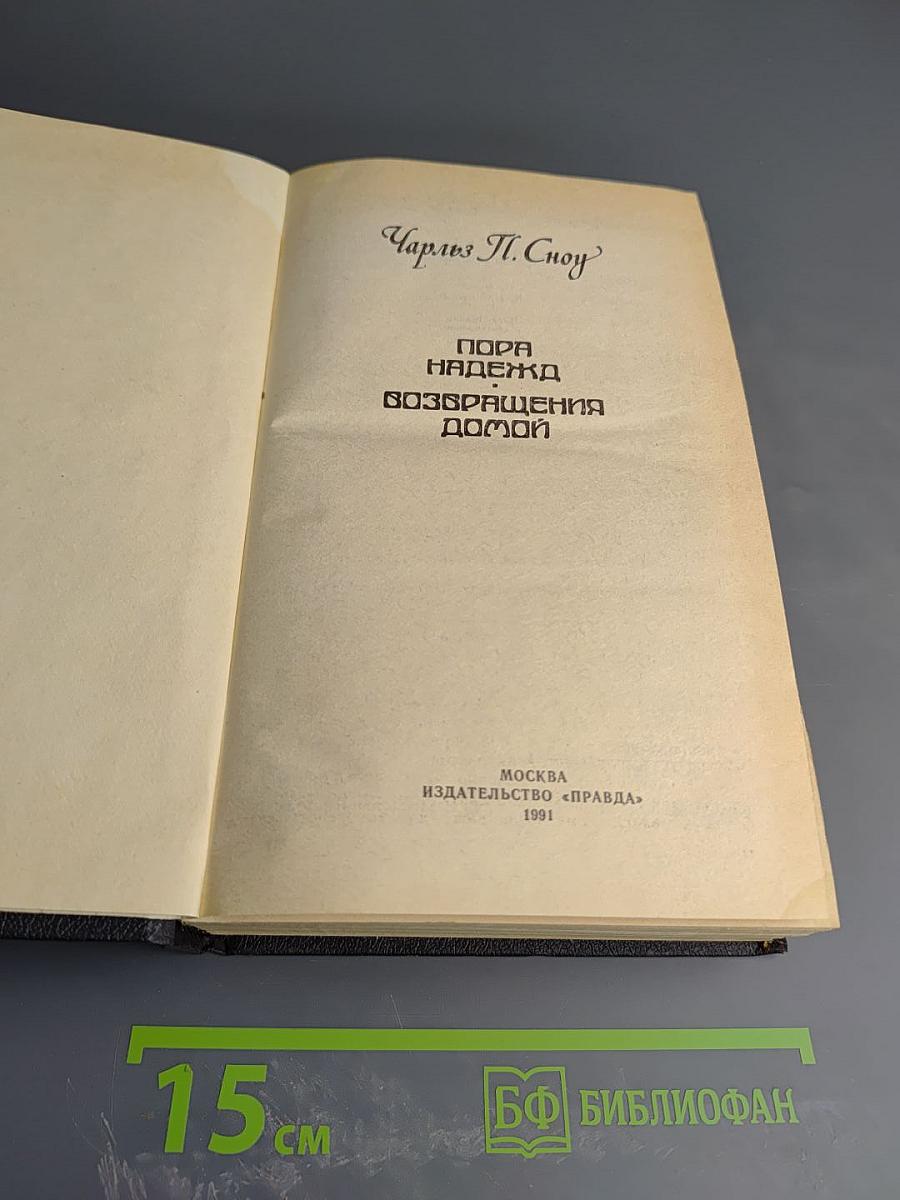 Чарльз П. Сноу
ПОРА
НАДЕЖД
·
ВОЗВРАЩЕНИЯ
ДОМОЙ
МОСКВА
ИЗДАТЕЛЬСТВО «ПРАВДА»
1991
15 см
БФ БИБЛИОФАН